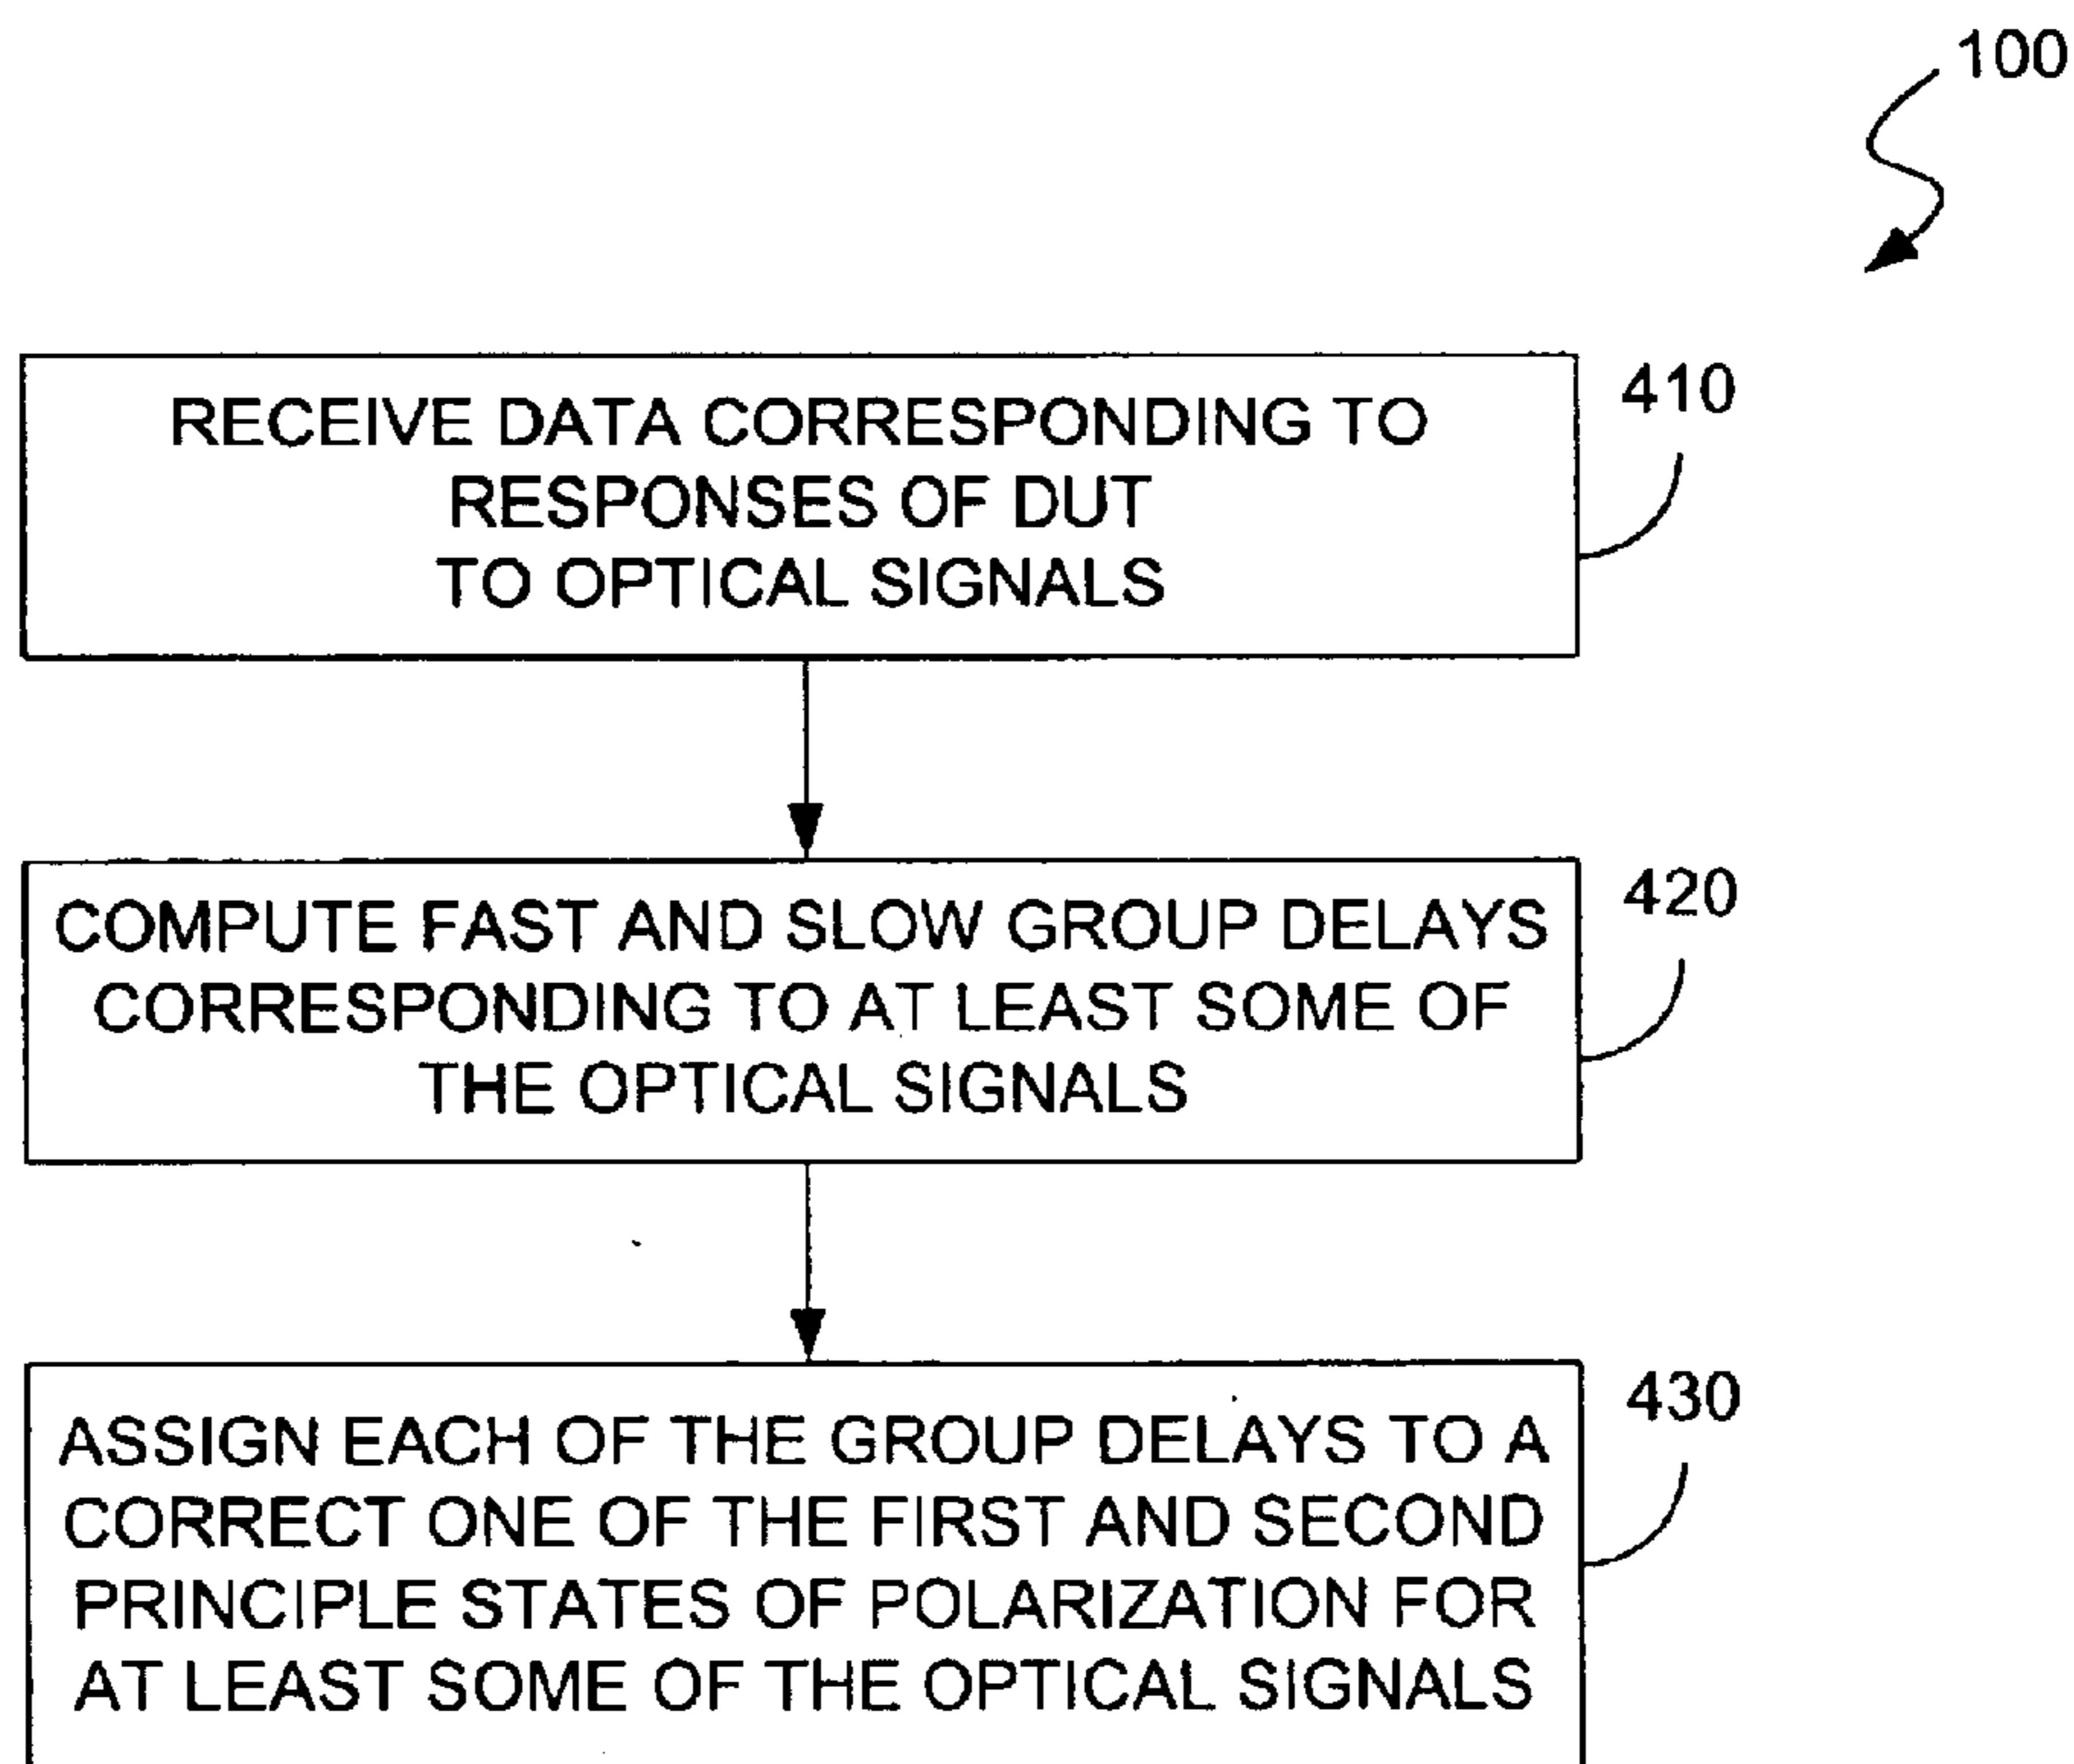 100
410
RECEIVE DATA CORRESPONDING TO
RESPONSES OF DUT
TO OPTICAL SIGNALS
420
COMPUTE FAST AND SLOW GROUP DELAYS
CORRESPONDING TO AT LEAST SOME OF
THE OPTICAL SIGNALS
430
ASSIGN EACH OF THE GROUP DELAYS TO A
CORRECT ONE OF THE FIRST AND SECOND
PRINCIPLE STATES OF POLARIZATION FOR
AT LEAST SOME OF THE OPTICAL SIGNALS